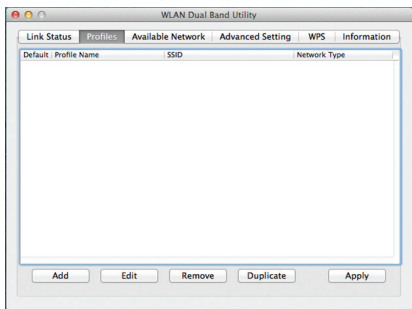 WLAN Dual Band Utility
Link Status Profiles Available Network Advanced Setting WPS Information
Default Profile Name SSID Network Type
Add Edit Remove Duplicate Apply